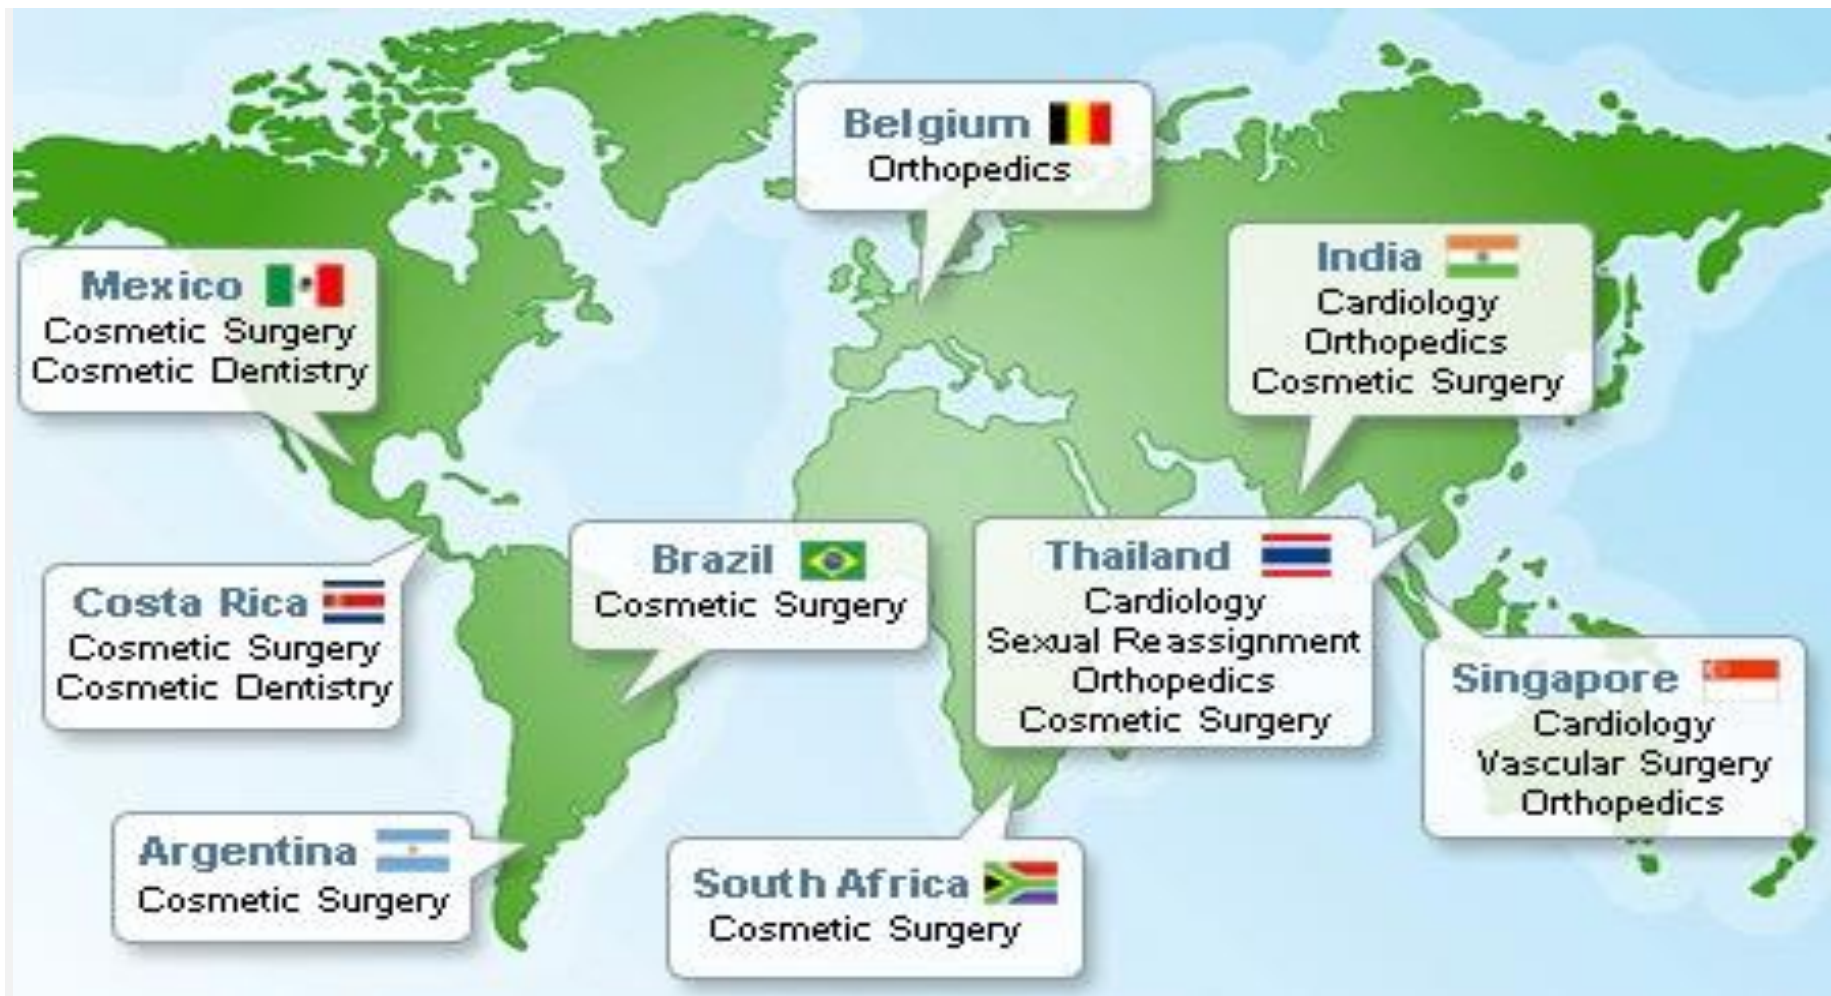 Belgium
Orthopedics
Mexico
Cosmetic Surgery
Cosmetic Dentistry
India
Cardiology
Orthopedics
Cosmetic Surgery
Costa Rica
Cosmetic Surgery
Cosmetic Dentistry
Brazil
Cosmetic Surgery
Thailand
Cardiology
Sexual Reassignment
Orthopedics
Cosmetic Surgery
Singapore
Cardiology
Vascular Surgery
Orthopedics
Argentina
Cosmetic Surgery
South Africa
Cosmetic Surgery